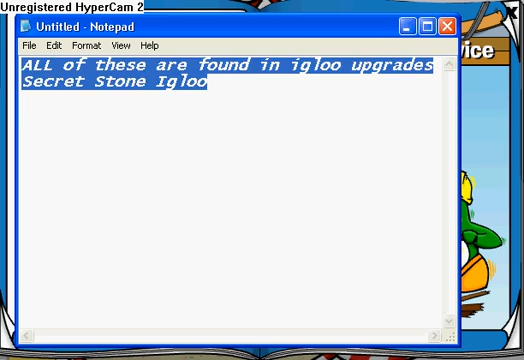 Unregistered HyperCam 2
Untitled - Notepad
File Edit Format View Help
ALL of these are found in igloo upgrades
Secret Stone Igloo